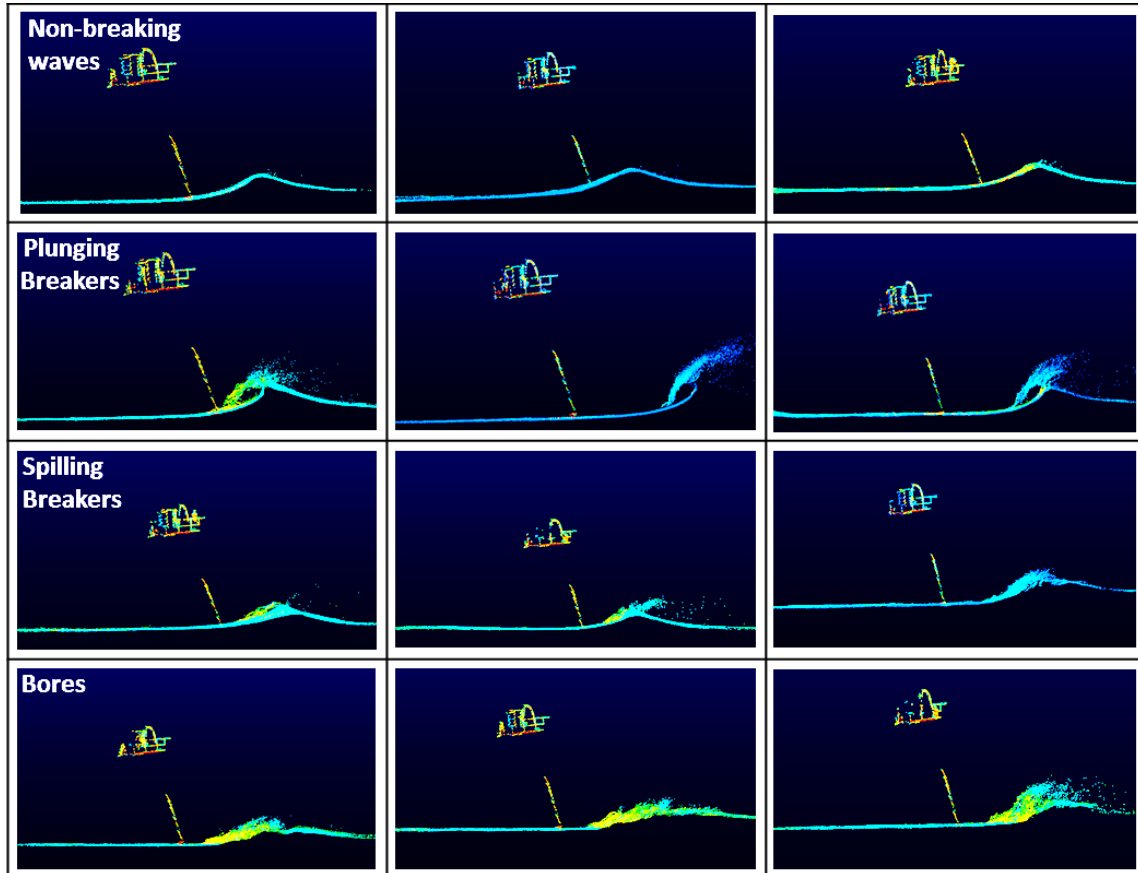 Non-breaking
waves
Plunging
Breakers
Spilling
Breakers
Bores